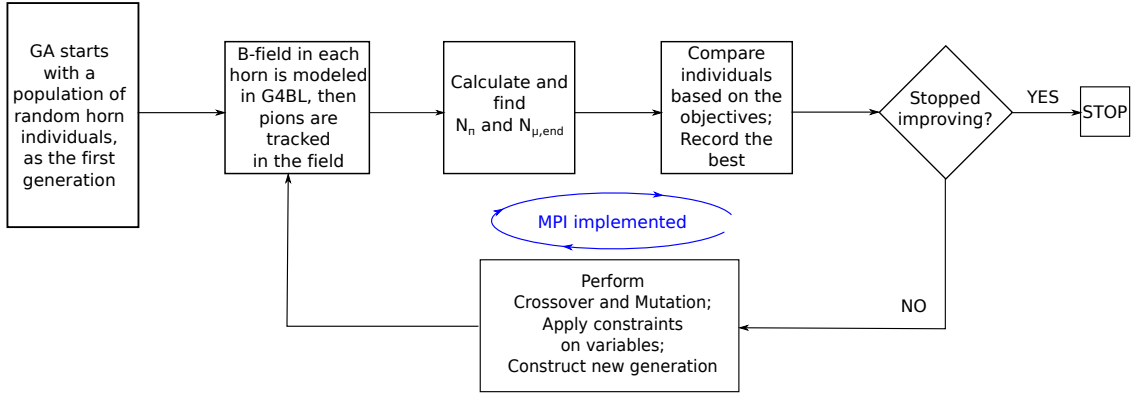 GA starts
with a
population of
random horn
individuals,
as the first
generation
B-field in each
horn is modeled
in G4BL, then
pions are
tracked
in the field
Calculate and
find
Nπ and Nμ,end
Compare
individuals
based on the
objectives;
Record the
best
Stopped
improving?
YES
STOP
MPI implemented
NO
Perform
Crossover and Mutation;
Apply constraints
on variables;
Construct new generation